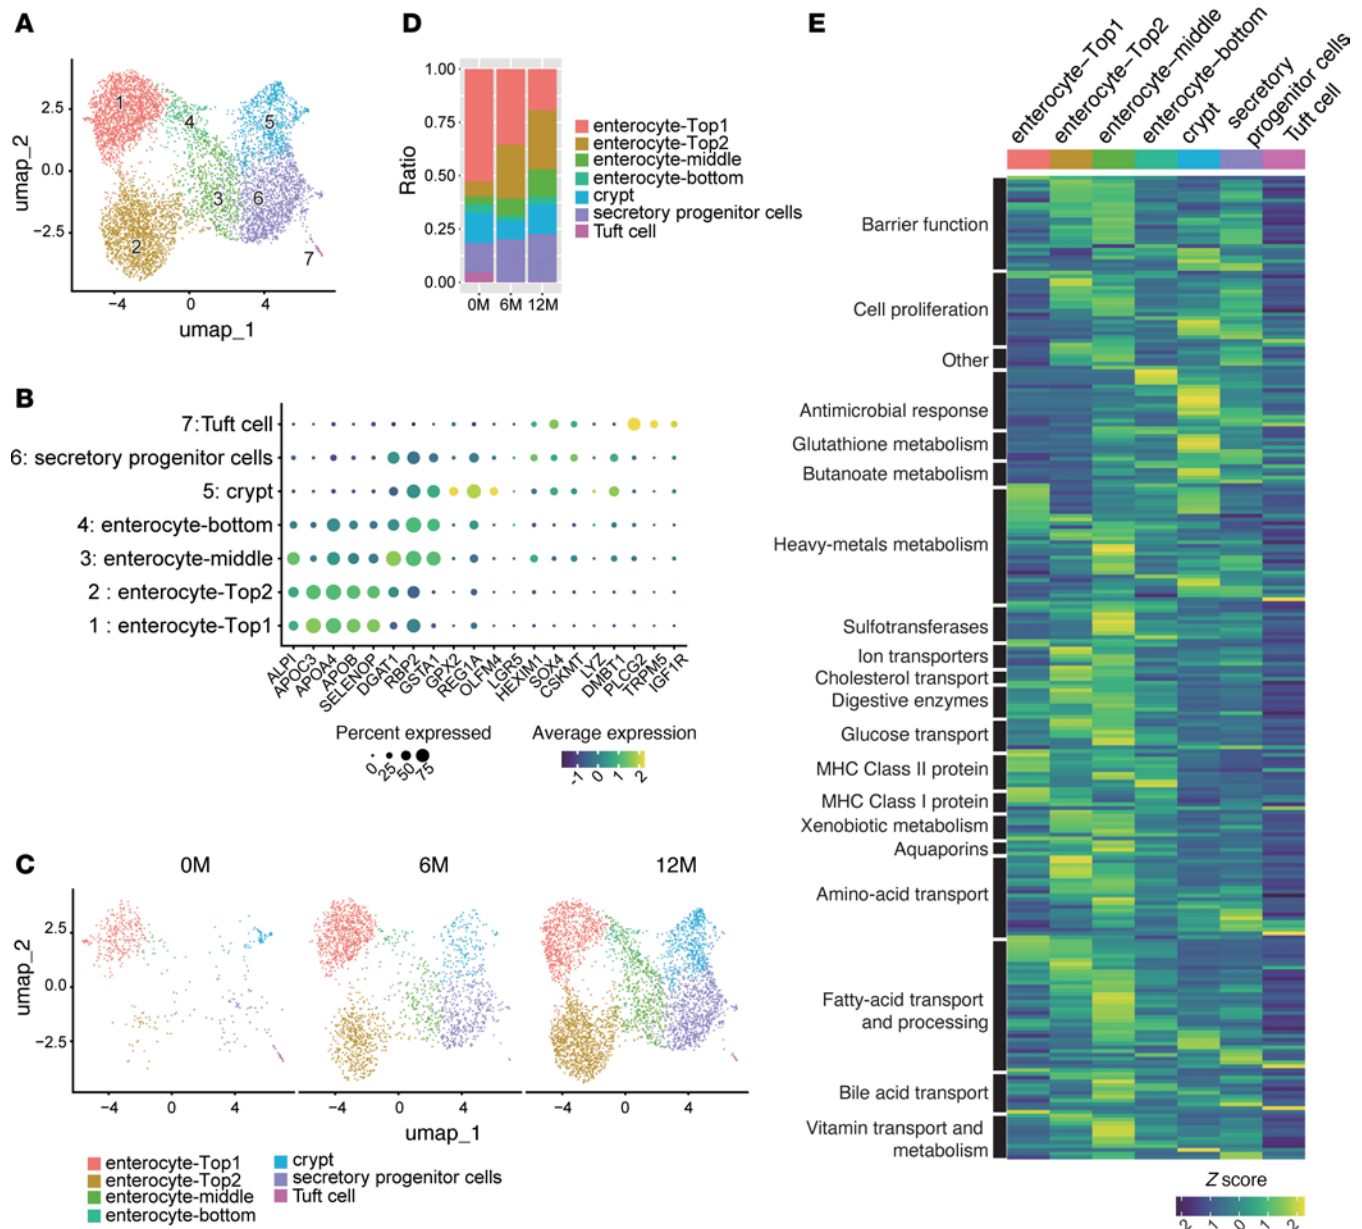 A
umap_2
2.5
0.0
−2.5
−4
0
4
umap_1
1
2
3
4
5
6
7
D
Ratio
1.00
0.75
0.50
0.25
0.00
0M
6M
12M
enterocyte-Top1
enterocyte-Top2
enterocyte-middle
enterocyte-bottom
crypt
secretory progenitor cells
Tuft cell
B
7:Tuft cell
6: secretory progenitor cells
5: crypt
4: enterocyte-bottom
3: enterocyte-middle
2 : enterocyte-Top2
1 : enterocyte-Top1
ALPI
APOC3
APOA4
APOB
SELENOP
DGAT1
RBP2
GSTA1
GPX2
REG1A
OLFM4
LGR5
HEXIM1
SOX4
CSKMT
LYZ
DMBT1
PLCG2
TRPM5
IGF1R
Percent expressed
0
25
50
75
Average expression
-1
0
1
2
C
0M
6M
12M
umap_2
2.5
0.0
−2.5
−4
0
4
−4
0
4
−4
0
4
umap_1
enterocyte-Top1
enterocyte-Top2
enterocyte-middle
enterocyte-bottom
crypt
secretory progenitor cells
Tuft cell
E
enterocyte−Top1
enterocyte−Top2
enterocyte−middle
enterocyte−bottom
crypt
secretory
progenitor cells
Tuft cell
Barrier function
Cell proliferation
Other
Antimicrobial response
Glutathione metabolism
Butanoate metabolism
Heavy-metals metabolism
Sulfotransferases
Ion transporters
Cholesterol transport
Digestive enzymes
Glucose transport
MHC Class II protein
MHC Class I protein
Xenobiotic metabolism
Aquaporins
Amino-acid transport
Fatty-acid transport
and processing
Bile acid transport
Vitamin transport and
metabolism
Z score
2
1
0
1
2